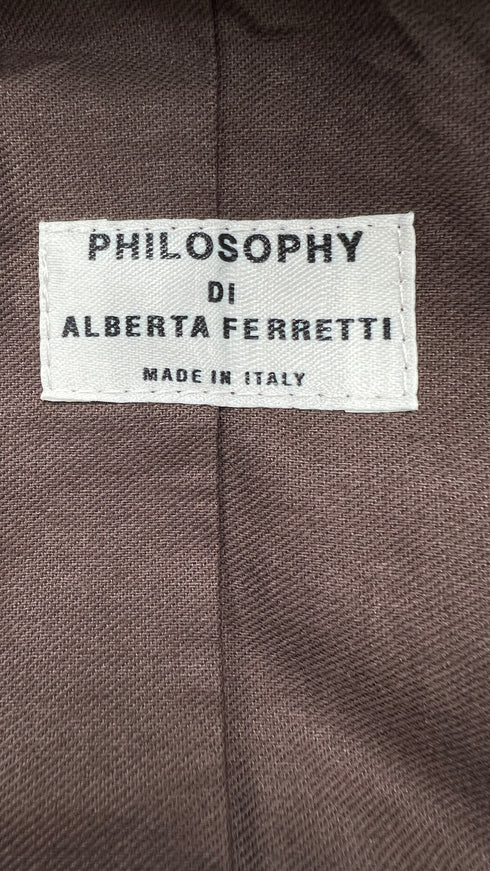 PHILOSOPHY
DI
ALBERTA FERRETTI
MADE IN ITALY